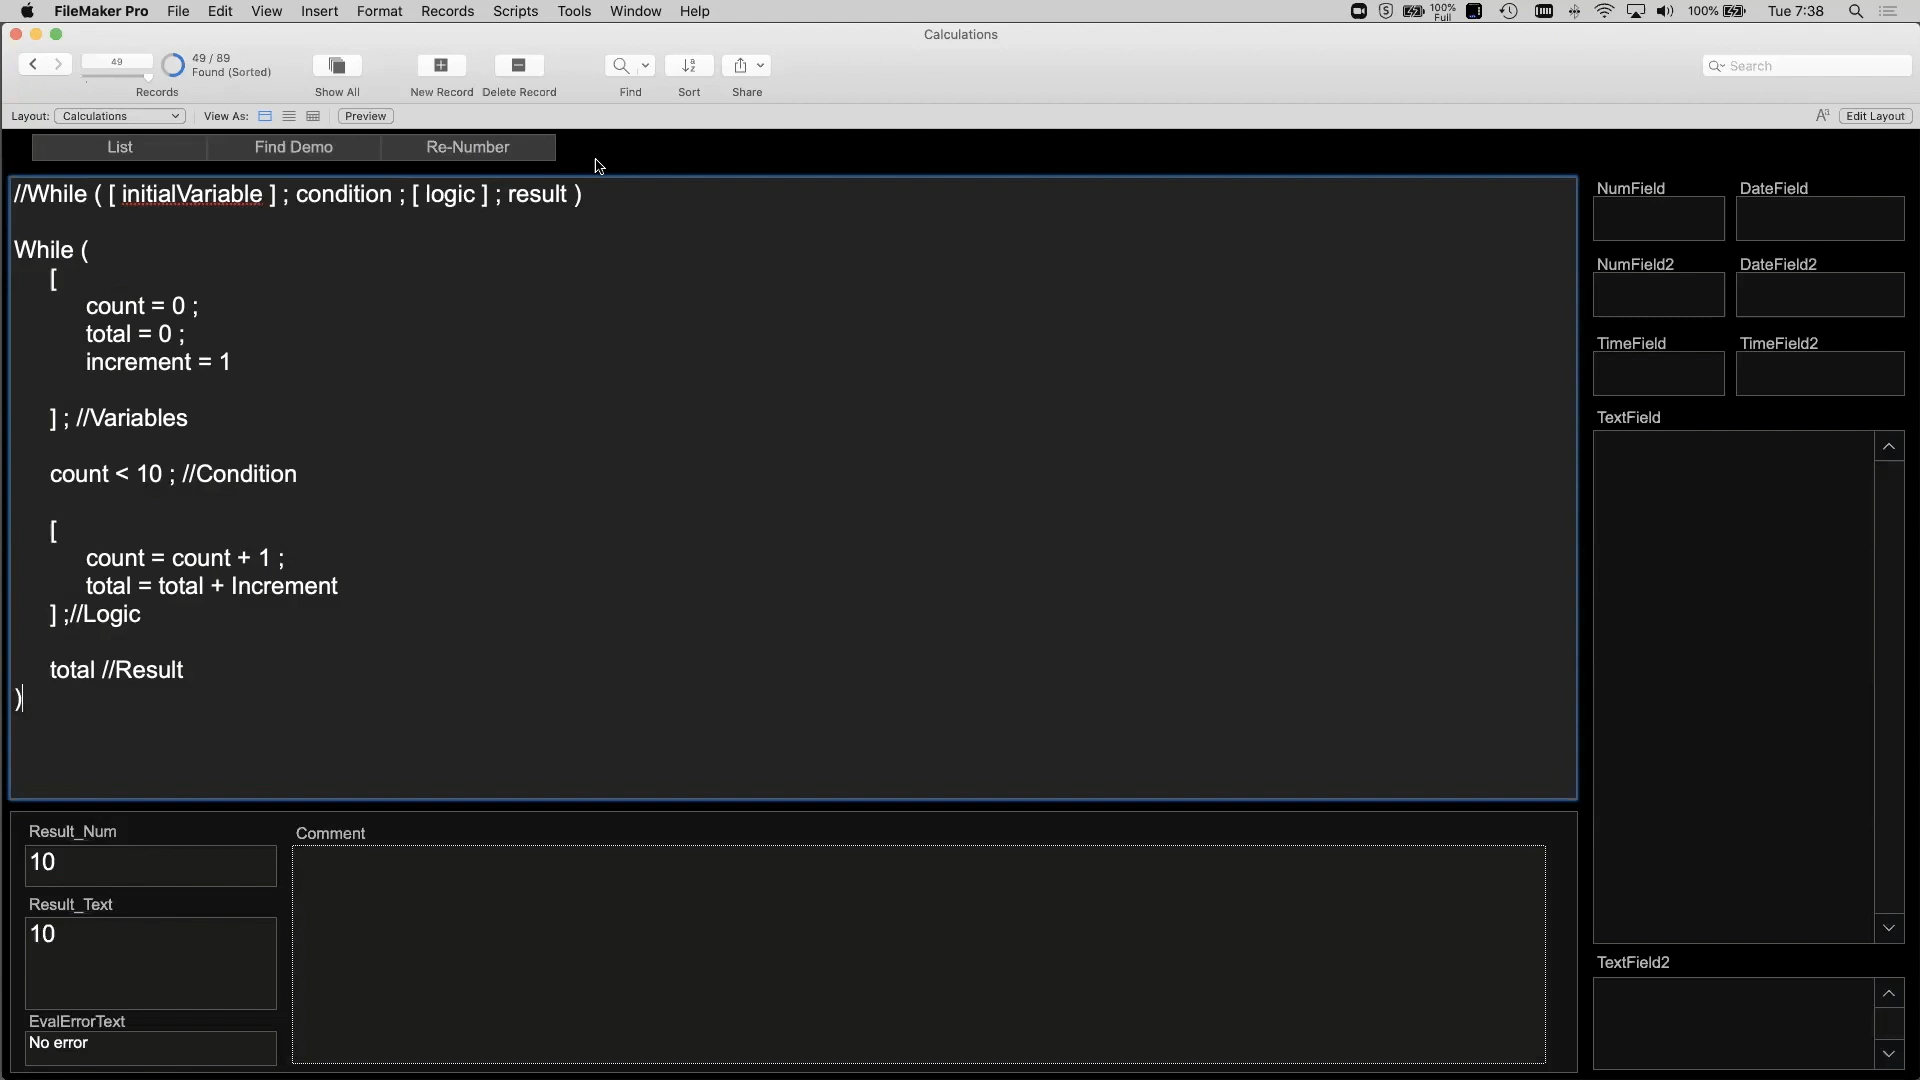 FileMaker Pro File Edit View Insert Format Records Scripts Tools Window Help 100% Full 100% Tue 7:38
Calculations
49 49 / 89 Found (Sorted)
Records Show All New Record Delete Record Find Sort Share Search
Layout: Calculations View As: Preview Aª Edit Layout
List Find Demo Re-Number
//While ( [ initialVariable ] ; condition ; [ logic ] ; result )
While (
[
count = 0 ;
total = 0 ;
increment = 1
] ; //Variables
count < 10 ; //Condition
[
count = count + 1 ;
total = total + Increment
] ;//Logic
total //Result
)
NumField DateField
NumField2 DateField2
TimeField TimeField2
TextField
TextField2
Result_Num
10
Result_Text
10
EvalErrorText
No error
Comment